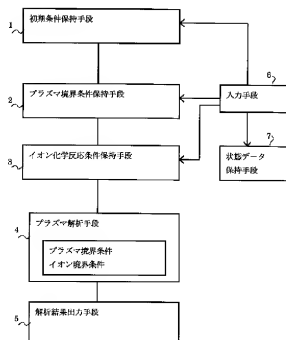 1
初期条件保持手段
6
2
プラズマ境界条件保持手段
入力手段
7
3
イオン化学反応条件保持手段
状態データ
保持手段
4
プラズマ解析手段
プラズマ境界条件
イオン境界条件
5
解析結果出力手段